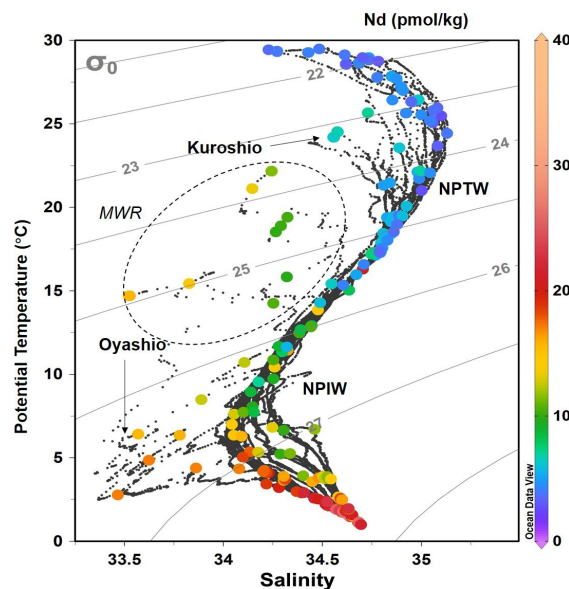 Nd (pmol/kg)
σ0
22
23
24
25
26
27
Kuroshio
MWR
NPTW
Oyashio
NPIW
Potential Temperature (°C)
30
25
20
15
10
5
0
33.5
34
34.5
35
Salinity
40
30
20
10
0
Ocean Data View